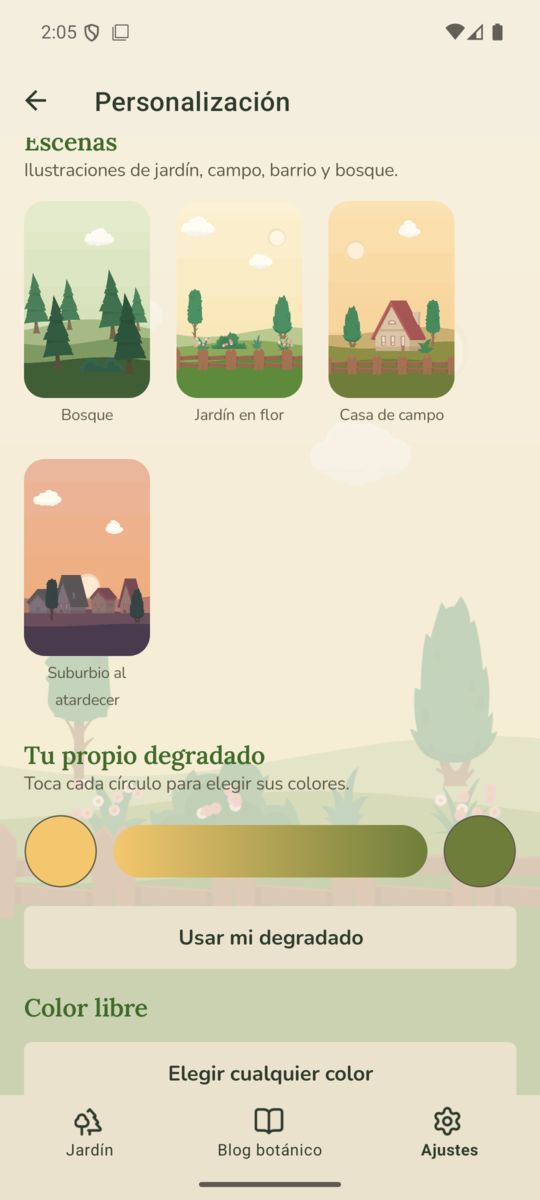 2:05
Personalización
Escenas
Ilustraciones de jardín, campo, barrio y bosque.
Bosque
Jardín en flor
Casa de campo
Suburbio al
atardecer
Tu propio degradado
Toca cada círculo para elegir sus colores.
Usar mi degradado
Color libre
Elegir cualquier color
Jardín
Blog botánico
Ajustes